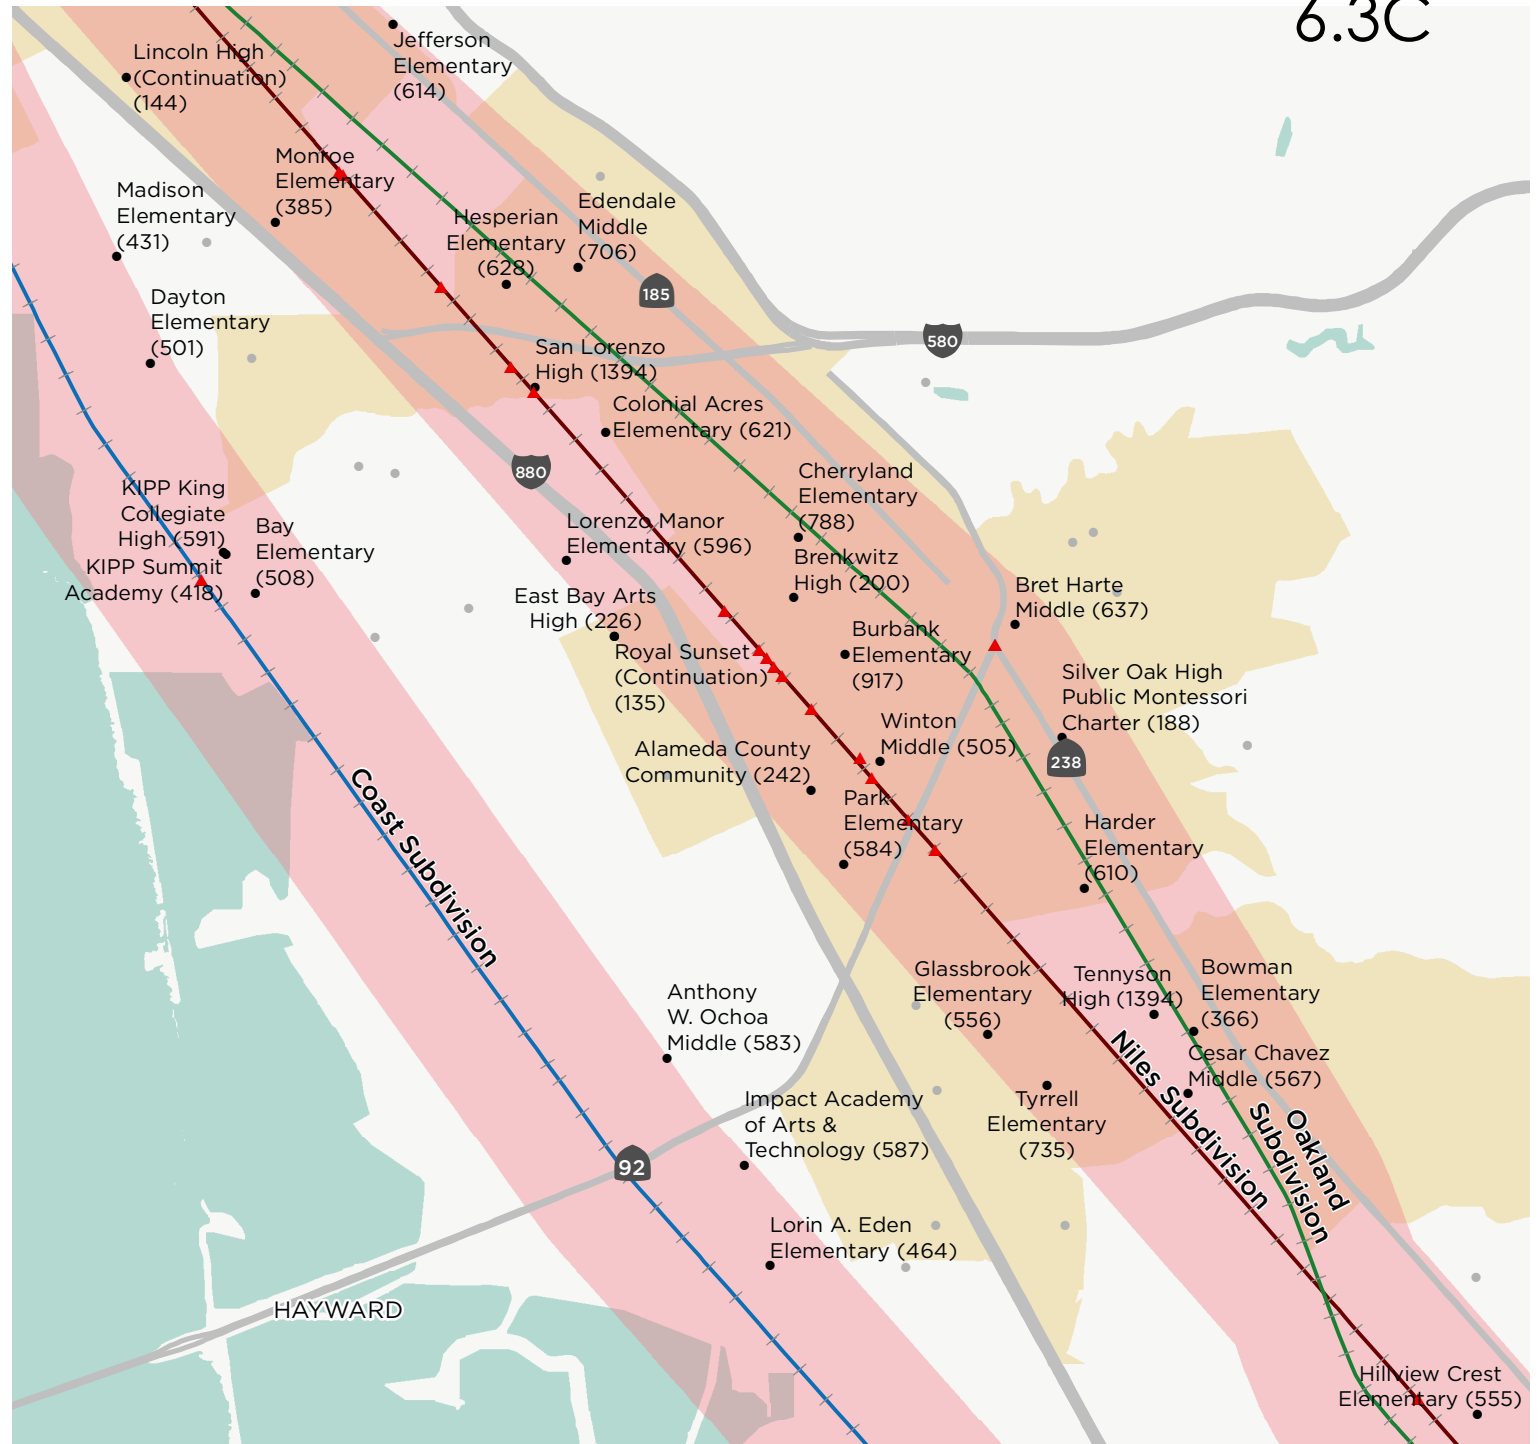 6.3C
Jefferson
Elementary
(614)
Lincoln High
(Continuation)
(144)
Monroe
Elementary
(385)
Madison
Elementary
(431)
Edendale
Middle
(706)
Hesperian
Elementary
(628)
185
Dayton
Elementary
(501)
580
San Lorenzo
High (1394)
Colonial Acres
Elementary (621)
880
Cherryland
Elementary
(788)
KIPP King
Collegiate
High (591)
Bay
Elementary
(508)
KIPP Summit
Academy (418)
Lorenzo Manor
Elementary (596)
Brenkwitz
High (200)
East Bay Arts
High (226)
Bret Harte
Middle (637)
Burbank
Elementary
(917)
Royal Sunset
(Continuation)
(135)
Silver Oak High
Public Montessori
Charter (188)
Winton
Middle (505)
Alameda County
Community (242)
238
Park
Elementary
(584)
Harder
Elementary
(610)
Coast Subdivision
Glassbrook
Elementary
(556)
Tennyson
High (1394)
Bowman
Elementary
(366)
Anthony
W. Ochoa
Middle (583)
Cesar Chavez
Middle (567)
Niles Subdivision
Oakland
Subdivision
Tyrrell
Elementary
(735)
Impact Academy
of Arts &
Technology (587)
92
Lorin A. Eden
Elementary (464)
HAYWARD
Hillview Crest
Elementary (555)